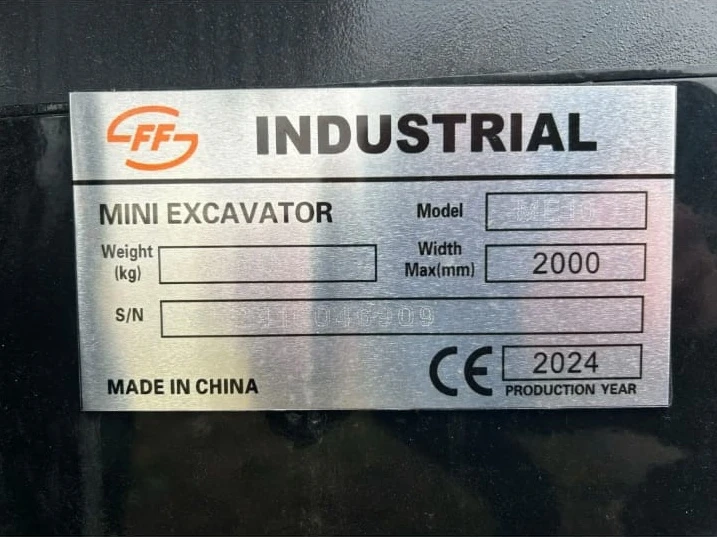 FF INDUSTRIAL
MINI EXCAVATOR
Model
Weight
(kg)
Width
Max(mm)
2000
S/N
CE
2024
MADE IN CHINA
PRODUCTION YEAR